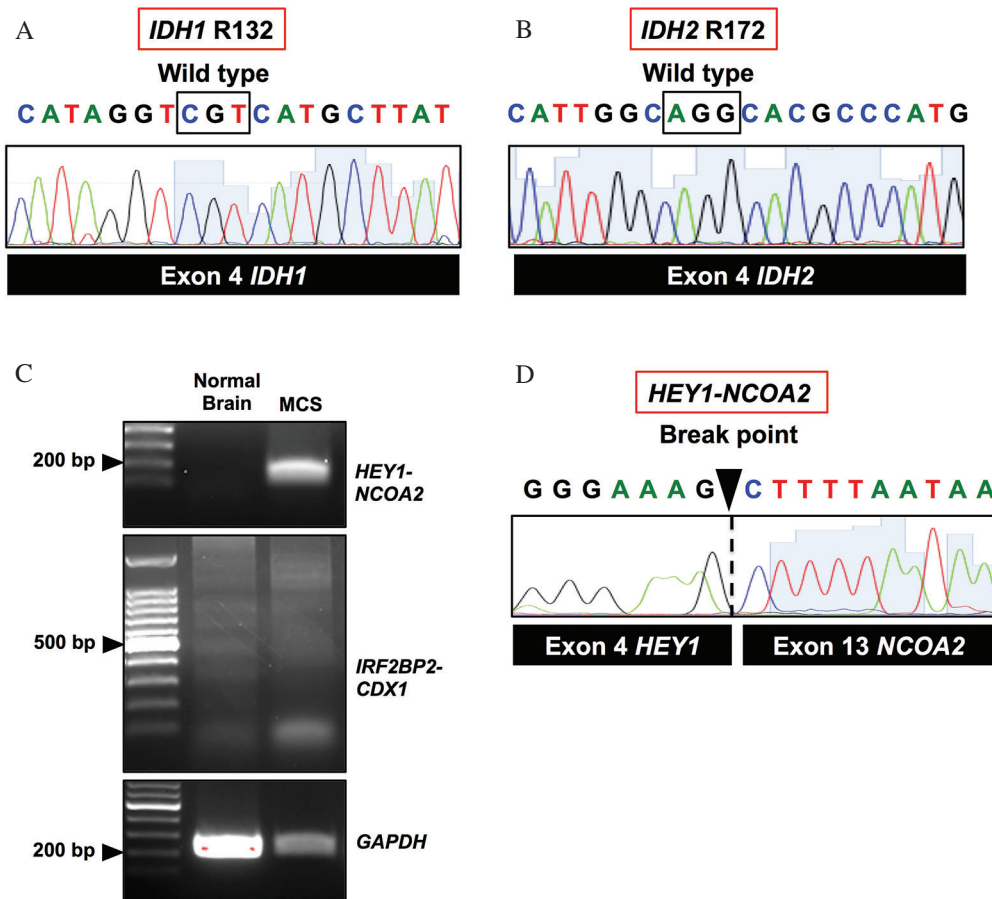 A
IDH1 R132
Wild type
CATAGGTCGTCATGCTTAT
Exon 4 IDH1
B
IDH2 R172
Wild type
CATTGGCAGGCACGCCCATG
Exon 4 IDH2
C
Normal
Brain
MCS
200 bp
HEY1-
NCOA2
500 bp
IRF2BP2-
CDX1
200 bp
GAPDH
D
HEY1-NCOA2
Break point
GGGAAAG CTTTTAATAA
Exon 4 HEY1
Exon 13 NCOA2